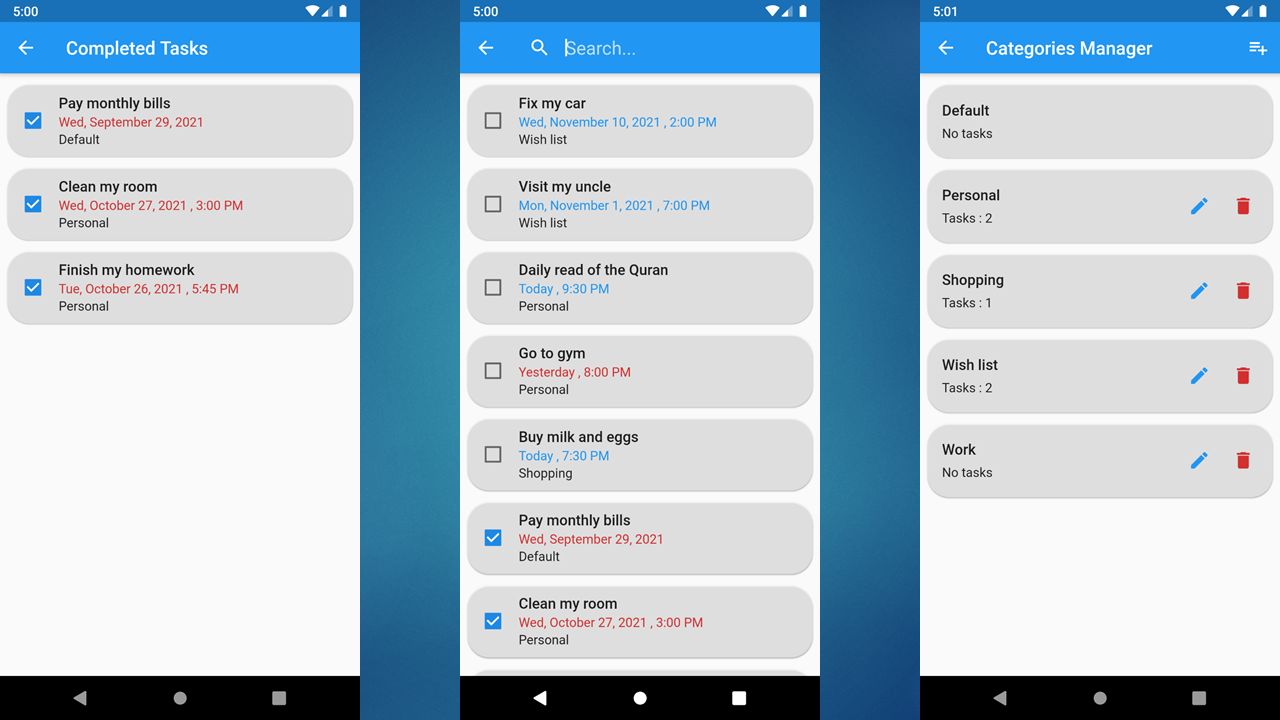 5:00
Completed Tasks
Pay monthly bills
Wed, September 29, 2021
Default
Clean my room
Wed, October 27, 2021 , 3:00 PM
Personal
Finish my homework
Tue, October 26, 2021 , 5:45 PM
Personal
5:00
Search...
Fix my car
Wed, November 10, 2021 , 2:00 PM
Wish list
Visit my uncle
Mon, November 1, 2021 , 7:00 PM
Wish list
Daily read of the Quran
Today , 9:30 PM
Personal
Go to gym
Yesterday , 8:00 PM
Personal
Buy milk and eggs
Today , 7:30 PM
Shopping
Pay monthly bills
Wed, September 29, 2021
Default
Clean my room
Wed, October 27, 2021 , 3:00 PM
Personal
5:01
Categories Manager
Default
No tasks
Personal
Tasks : 2
Shopping
Tasks : 1
Wish list
Tasks : 2
Work
No tasks